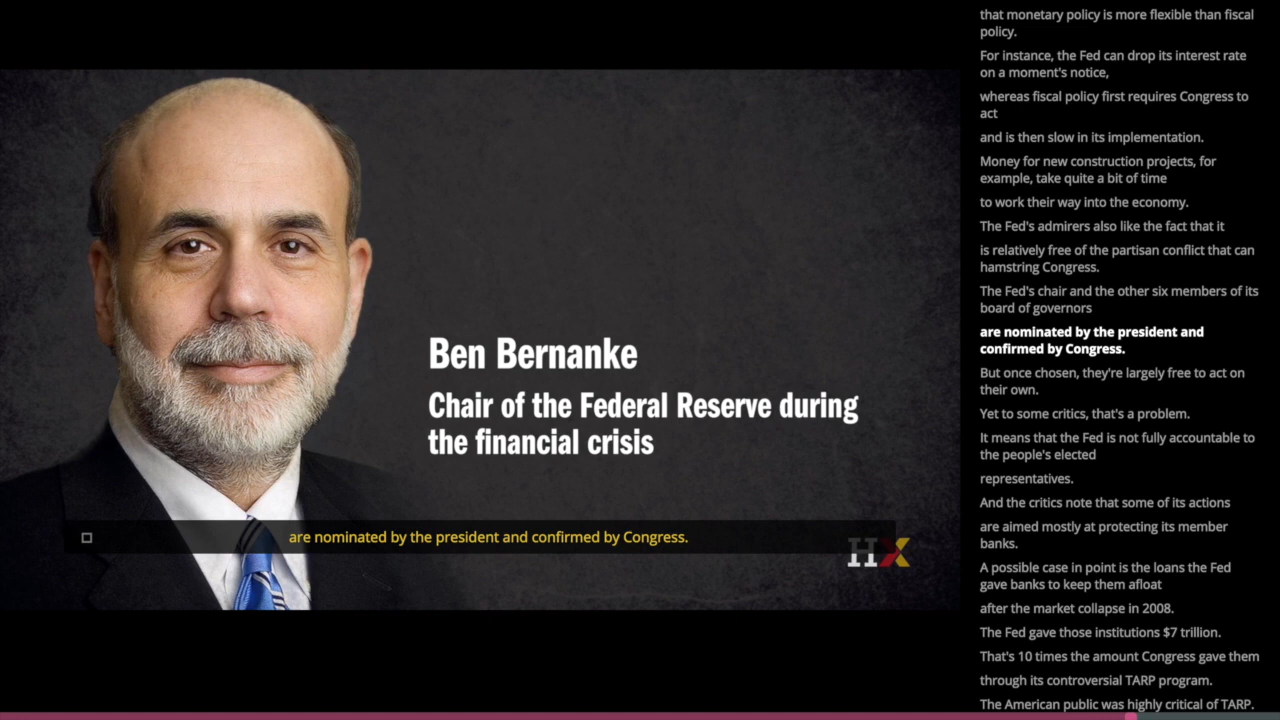 Ben Bernanke
Chair of the Federal Reserve during
the financial crisis
are nominated by the president and confirmed by Congress.
HX
that monetary policy is more flexible than fiscal
policy.
For instance, the Fed can drop its interest rate
on a moment's notice,
whereas fiscal policy first requires Congress to
act
and is then slow in its implementation.
Money for new construction projects, for
example, take quite a bit of time
to work their way into the economy.
The Fed's admirers also like the fact that it
is relatively free of the partisan conflict that can
hamstring Congress.
The Fed's chair and the other six members of its
board of governors
are nominated by the president and
confirmed by Congress.
But once chosen, they're largely free to act on
their own.
Yet to some critics, that's a problem.
It means that the Fed is not fully accountable to
the people's elected
representatives.
And the critics note that some of its actions
are aimed mostly at protecting its member
banks.
A possible case in point is the loans the Fed
gave banks to keep them afloat
after the market collapse in 2008.
The Fed gave those institutions $7 trillion.
That's 10 times the amount Congress gave them
through its controversial TARP program.
The American public was highly critical of TARP.